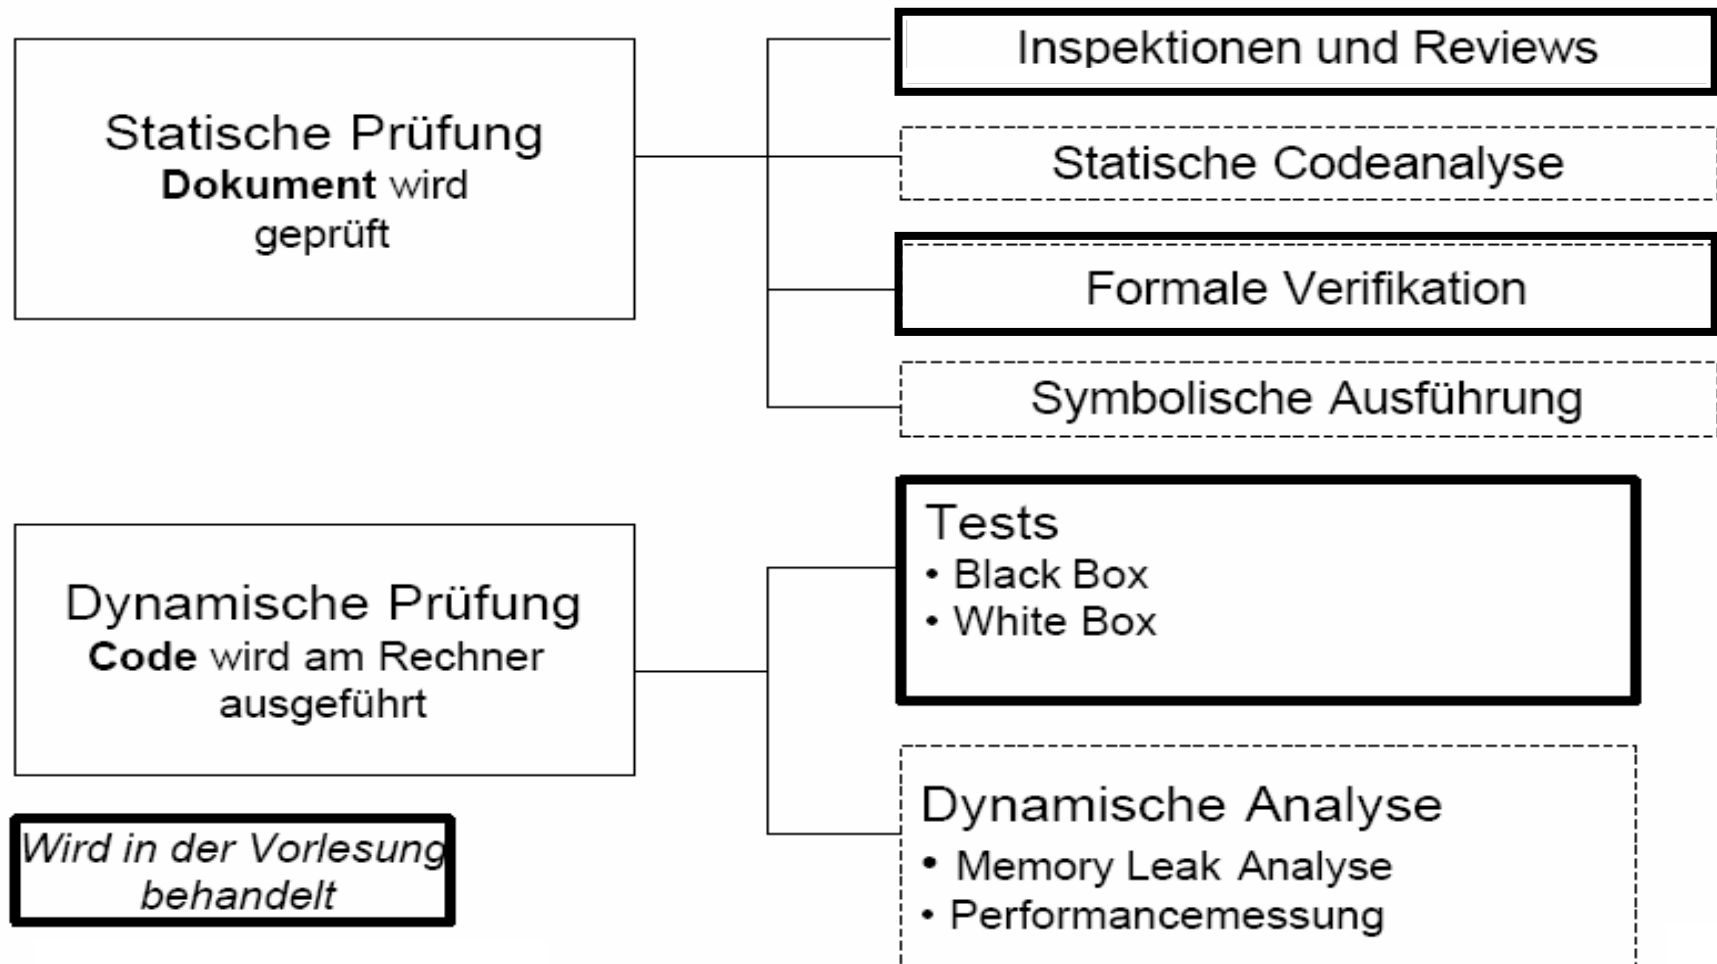 Statische Prüfung
Dokument wird
geprüft
Inspektionen und Reviews
Statische Codeanalyse
Formale Verifikation
Symbolische Ausführung
Dynamische Prüfung
Code wird am Rechner
ausgeführt
Tests
• Black Box
• White Box
Dynamische Analyse
• Memory Leak Analyse
• Performancemessung
Wird in der Vorlesung
behandelt